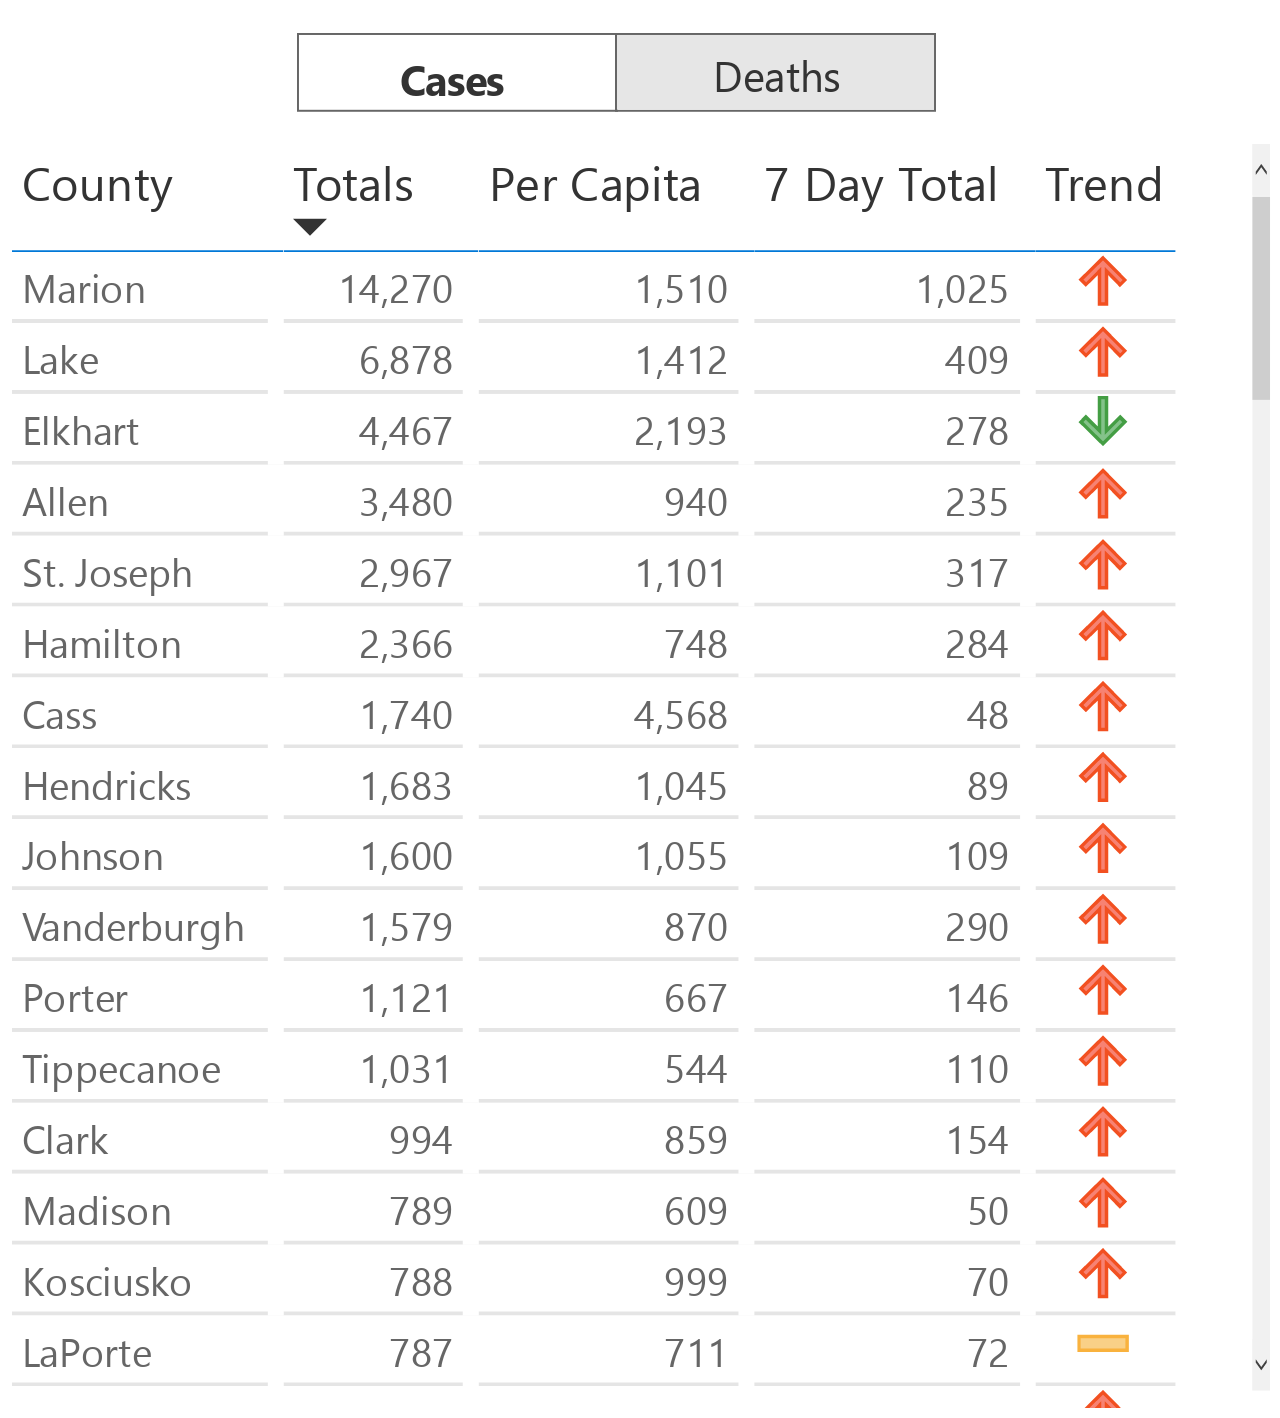 Cases Deaths
County Totals Per Capita 7 Day Total Trend
Marion 14,270 1,510 1,025
Lake 6,878 1,412 409
Elkhart 4,467 2,193 278
Allen 3,480 940 235
St. Joseph 2,967 1,101 317
Hamilton 2,366 748 284
Cass 1,740 4,568 48
Hendricks 1,683 1,045 89
Johnson 1,600 1,055 109
Vanderburgh 1,579 870 290
Porter 1,121 667 146
Tippecanoe 1,031 544 110
Clark 994 859 154
Madison 789 609 50
Kosciusko 788 999 70
LaPorte 787 711 72